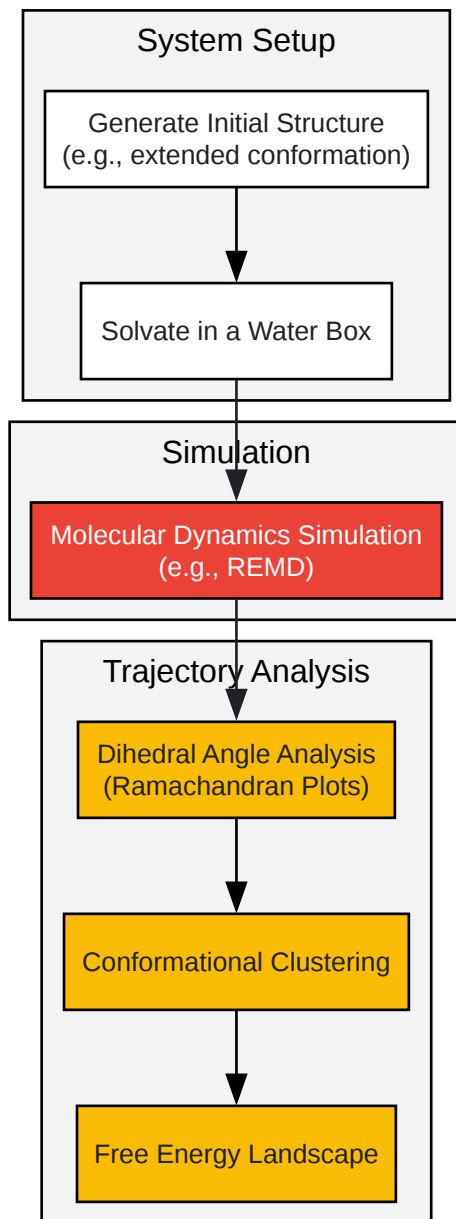 System Setup
Generate Initial Structure
(e.g., extended conformation)
Solvate in a Water Box
Simulation
Molecular Dynamics Simulation
(e.g., REMD)
Trajectory Analysis
Dihedral Angle Analysis
(Ramachandran Plots)
Conformational Clustering
Free Energy Landscape